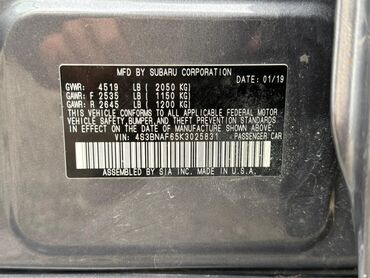 MFD BY SUBARU CORPORATION
DATE: 01/19
GVWR: 4519 LB ( 2050 KG)
GAWR: F 2535 LB ( 1150 KG)
GAWR: R 2645 LB ( 1200 KG)
THIS VEHICLE CONFORMS TO ALL APPLICABLE FEDERAL MOTOR
VEHICLE SAFETY,BUMPER,AND THEFT PREVENTION STANDARDS IN
EFFECT ON THE DATE OF MANUFACTURE SHOWN ABOVE.
VIN: 4S3BNAF65K3025831 PASSENGER CAR
ASSEMBLED BY SIA INC. MADE IN U.S.A.